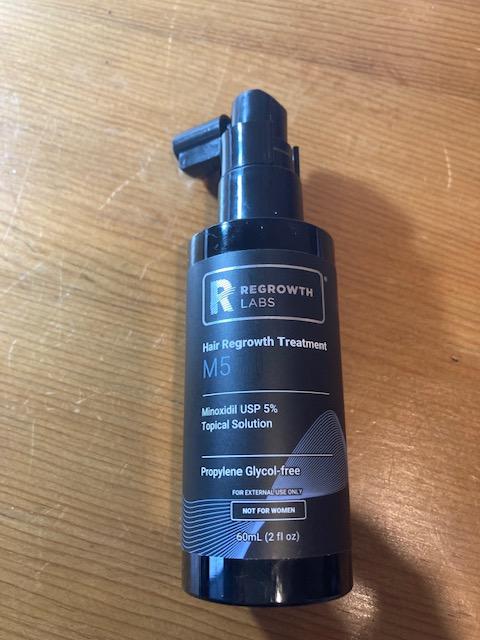 REGROWTH
LABS
®
Hair Regrowth Treatment
M5
Minoxidil USP 5%
Topical Solution
Propylene Glycol-free
FOR EXTERNAL USE ONLY
NOT FOR WOMEN
60mL (2 fl oz)